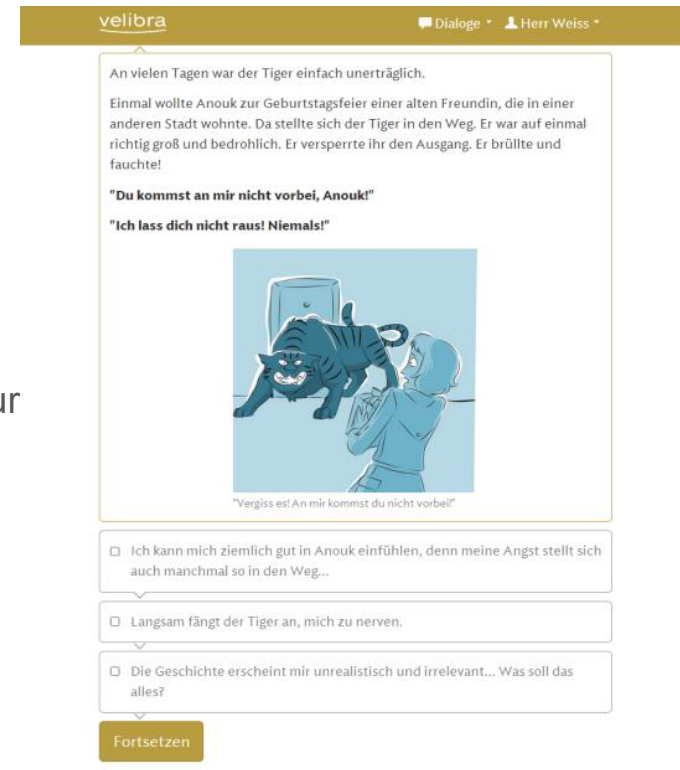 velibra
Dialoge
Herr Weiss
An vielen Tagen war der Tiger einfach unerträglich.
Einmal wollte Anouk zur Geburtstagsfeier einer alten Freundin, die in einer
anderen Stadt wohnte. Da stellte sich der Tiger in den Weg. Er war auf einmal
richtig groß und bedrohlich. Er versperrte ihr den Ausgang. Er brüllte und
fauchte!
"Du kommst an mir nicht vorbei, Anouk!"
"Ich lass dich nicht raus! Niemals!"
"Vergiss es! An mir kommst du nicht vorbei!"
Ich kann mich ziemlich gut in Anouk einfühlen, denn meine Angst stellt sich
auch manchmal so in den Weg...
Langsam fängt der Tiger an, mich zu nerven.
Die Geschichte erscheint mir unrealistisch und irrelevant... Was soll das
alles?
Fortsetzen